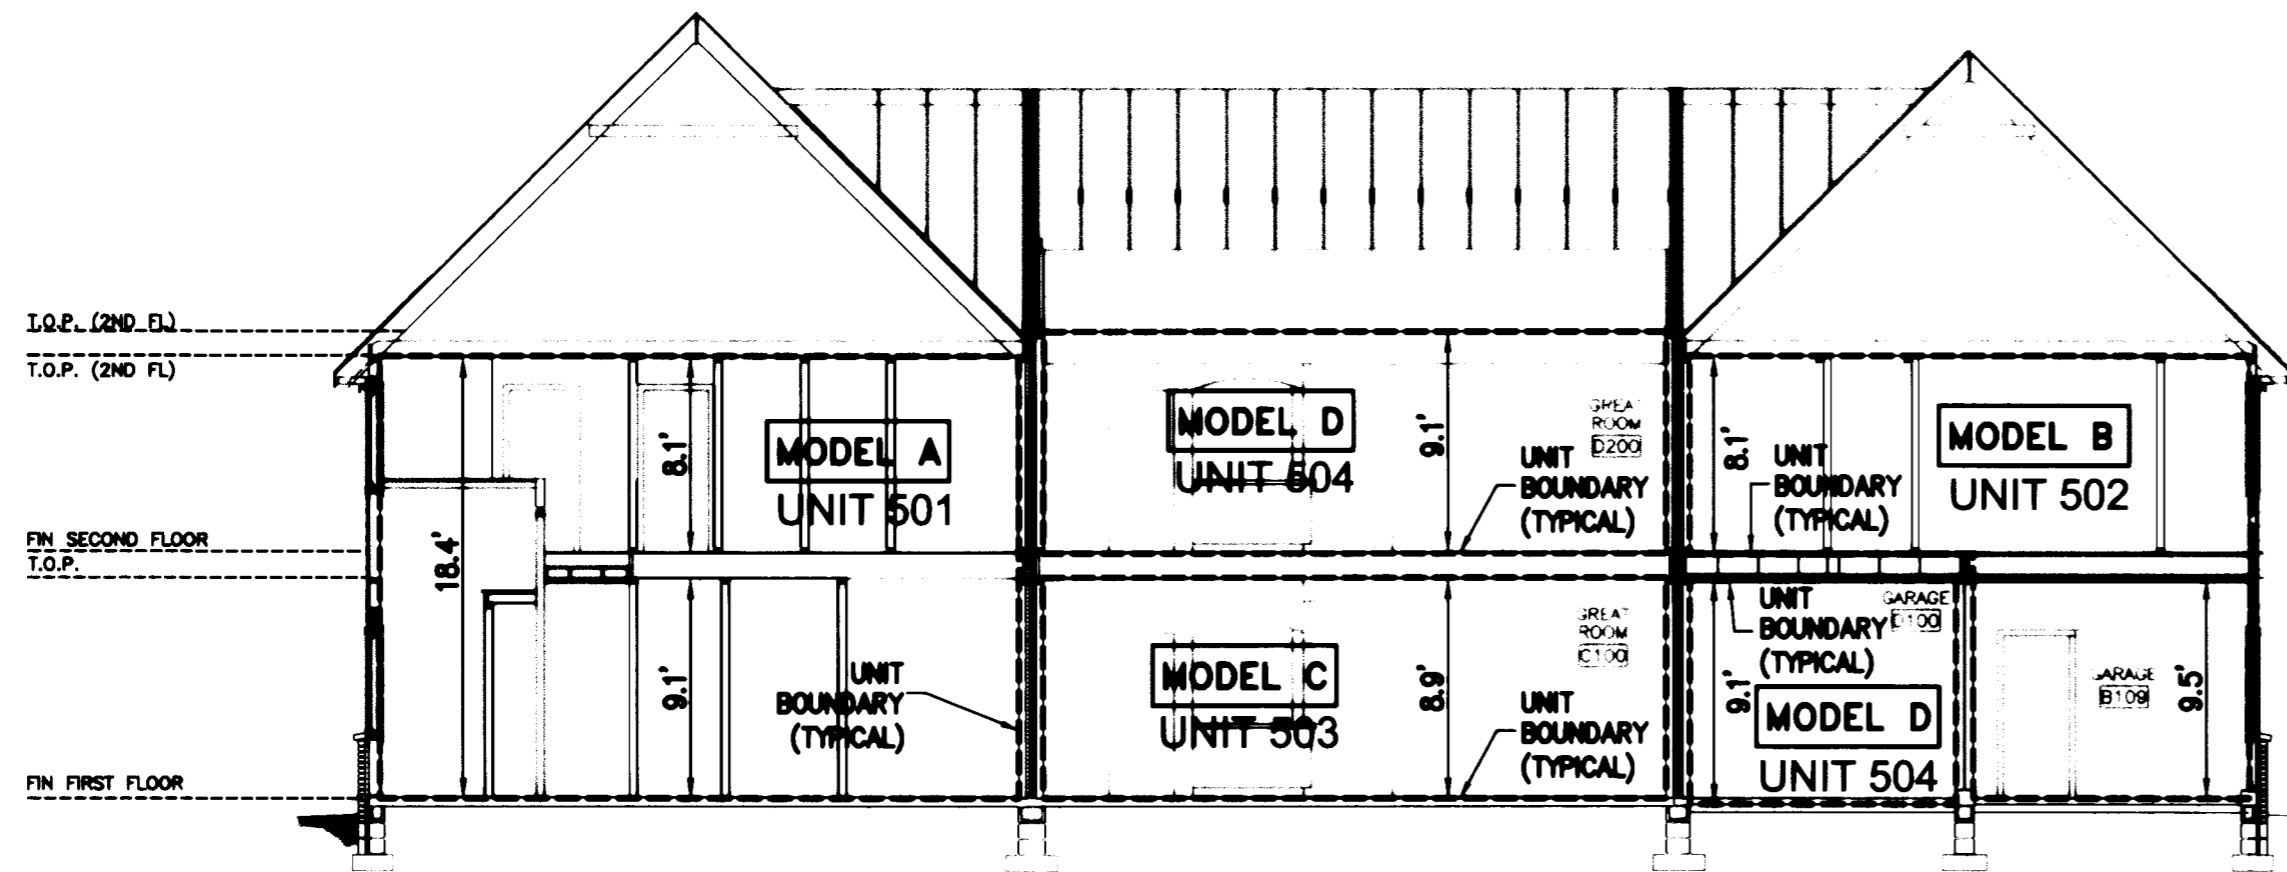 T.O.P. (2ND FL)
T.O.P. (2ND FL)
FIN SECOND FLOOR
T.O.P.
FIN FIRST FLOOR
18.4'
8.1'
MODEL A
UNIT 501
9.1'
UNIT
BOUNDARY
(TYPICAL)
MODEL D
UNIT 504
9.1'
GREAT
ROOM
D200
UNIT
BOUNDARY
(TYPICAL)
MODEL C
UNIT 503
8.9'
GREAT
ROOM
C100
UNIT
BOUNDARY
(TYPICAL)
8.1'
UNIT
BOUNDARY
(TYPICAL)
MODEL B
UNIT 502
UNIT
BOUNDARY
(TYPICAL)
GARAGE
D100
9.1'
MODEL D
UNIT 504
GARAGE
B109
9.5'